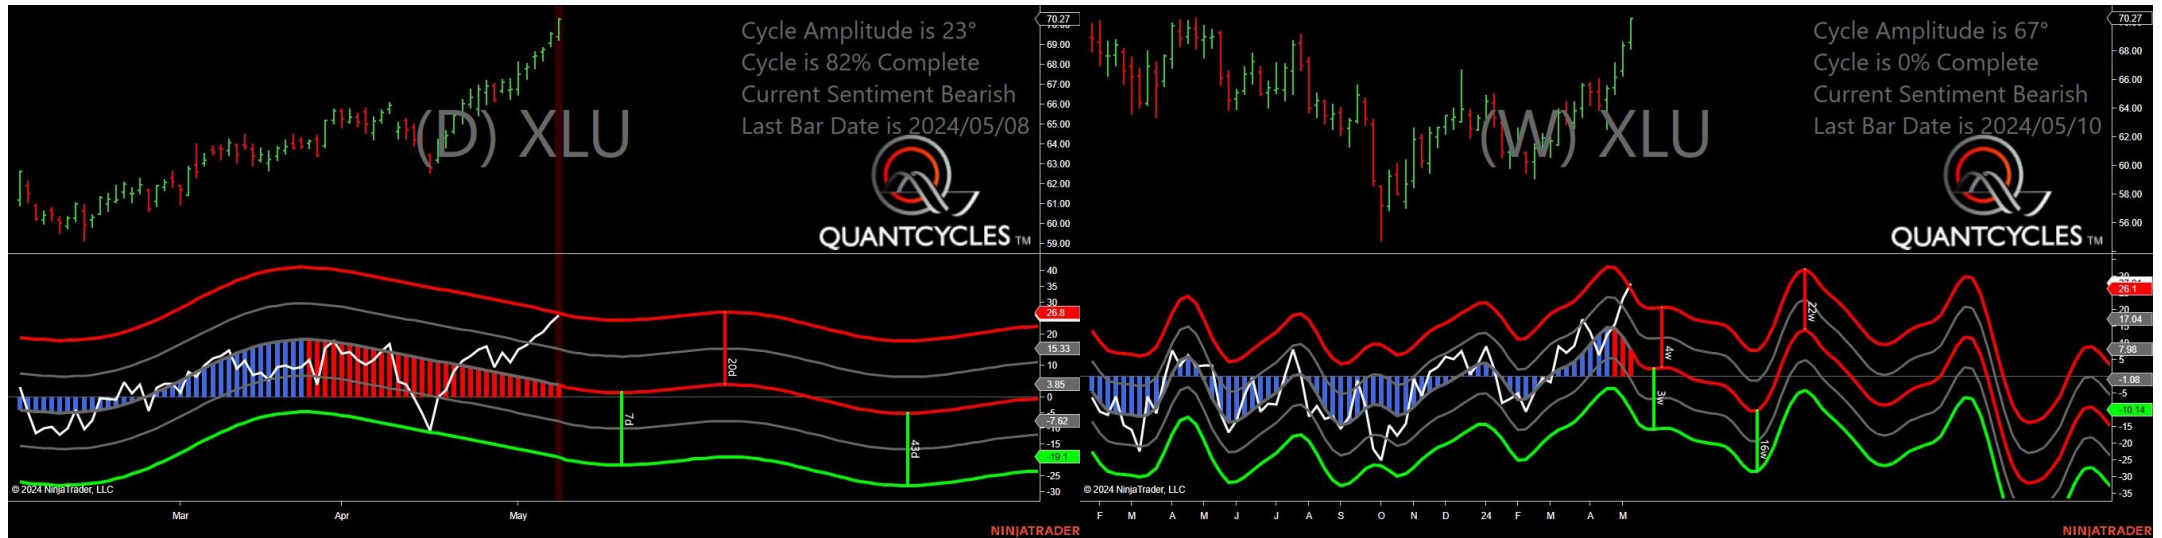 Cycle Amplitude is 23°
Cycle is 82% Complete
Current Sentiment Bearish
Last Bar Date is 2024/05/08
(D) XLU
QUANTCYCLES TM
70.27
69.00
68.00
67.00
66.00
65.00
64.00
63.00
62.00
61.00
60.00
59.00
40
35
30
26.8
20
15.33
10
3.85
0
-5
-7.62
-10
-15
-19.1
-25
-30
20d
7d
43d
© 2024 NinjaTrader, LLC
Mar
Apr
May
NINJATRADER
Cycle Amplitude is 67°
Cycle is 0% Complete
Current Sentiment Bearish
Last Bar Date is 2024/05/10
(W) XLU
QUANTCYCLES TM
70.27
68.00
66.00
64.00
62.00
60.00
58.00
56.00
26.1
20
17.04
7.98
5
-1.08
-5
-10.14
-15
-20
-25
-30
-35
4w
3w
16w
22w
© 2024 NinjaTrader, LLC
F M A M J J A S O N D 24 F M A M
NINJATRADER